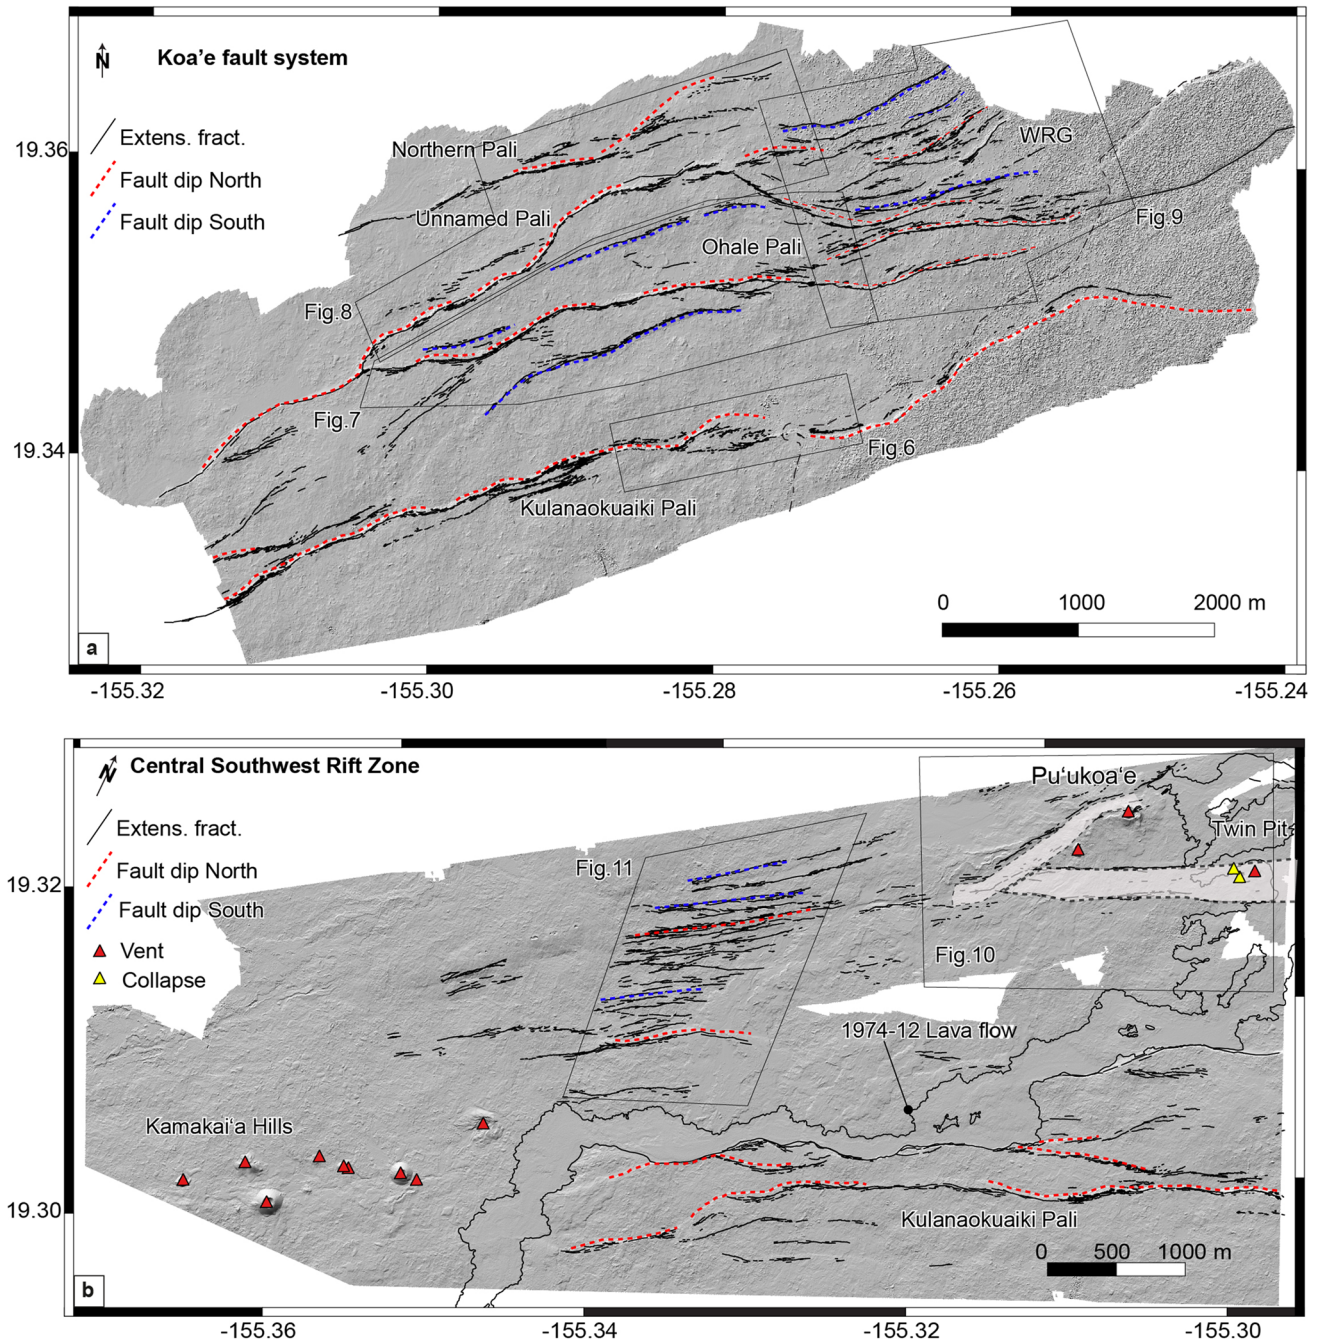 N
Koa'e fault system
Extens. fract.
Fault dip North
Fault dip South
Northern Pali
WRG
19.36
Unnamed Pali
Fig.9
Ohale Pali
Fig.8
Fig.7
19.34
Fig.6
Kulanaokuaiki Pali
0 1000 2000 m
a
-155.32 -155.30 -155.28 -155.26 -155.24
N
Central Southwest Rift Zone
Pu'ukoa'e
Extens. fract.
Twin Pit
Fig.11
Fault dip North
19.32
Fault dip South
Vent
Fig.10
Collapse
1974-12 Lava flow
Kamakai'a Hills
19.30
Kulanaokuaiki Pali
0 500 1000 m
b
-155.36 -155.34 -155.32 -155.30